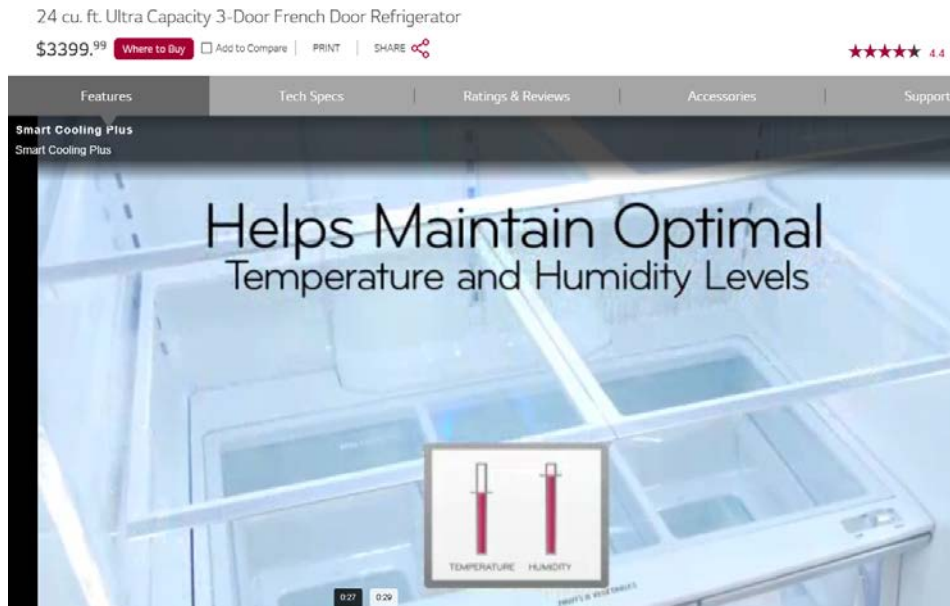 24 cu. ft. Ultra Capacity 3-Door French Door Refrigerator
$3399.99 Where to Buy Add to Compare PRINT SHARE 4.4
Features Tech Specs Ratings & Reviews Accessories Support
Smart Cooling Plus
Smart Cooling Plus
Helps Maintain Optimal
Temperature and Humidity Levels
TEMPERATURE HUMIDITY
FRUITS & VEGETABLES
0:27 0:29